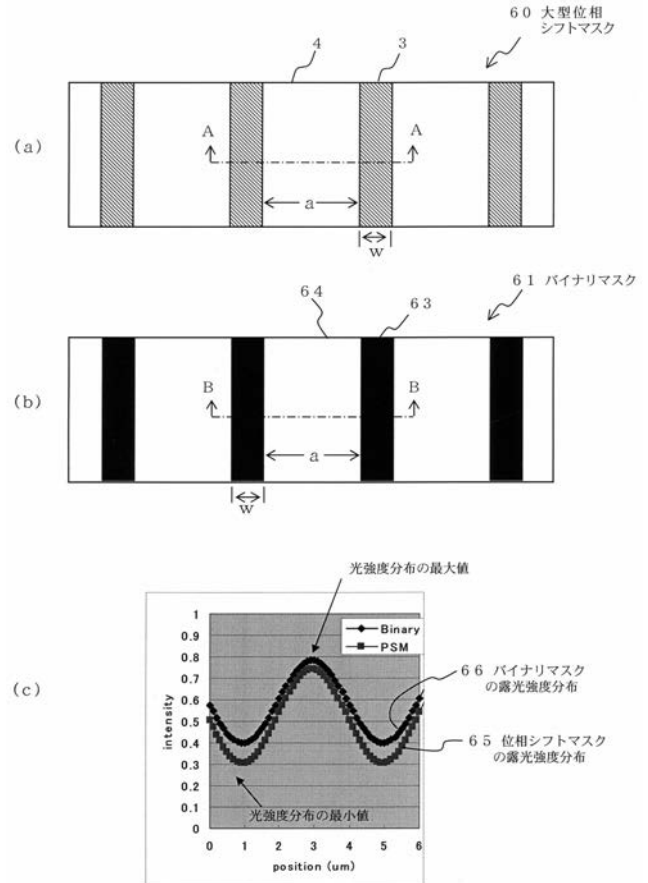 60 大型位相
シフトマスク
4
3
(a)
A
A
a
w
61 バイナリマスク
64
63
(b)
B
B
a
w
光強度分布の最大値
(c)
1
0.9
0.8
0.7
0.6
0.5
0.4
0.3
0.2
0.1
0
intensity
Binary
PSM
66 バイナリマスク
の露光強度分布
65 位相シフトマスク
の露光強度分布
光強度分布の最小値
0 1 2 3 4 5 6
position (um)